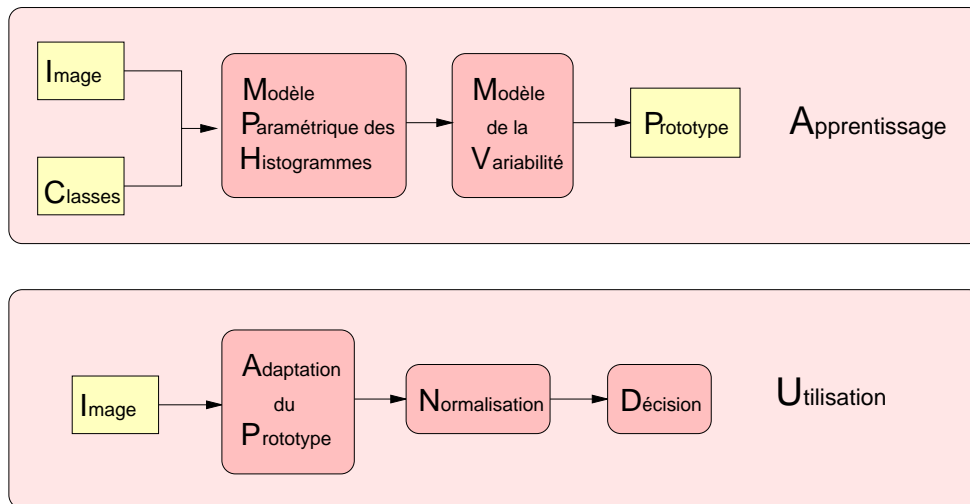 Image
Classes
Modèle
Paramétrique des
Histogrammes
Modèle
de la
Variabilité
Prototype
Apprentissage
Image
Adaptation
du
Prototype
Normalisation
Décision
Utilisation